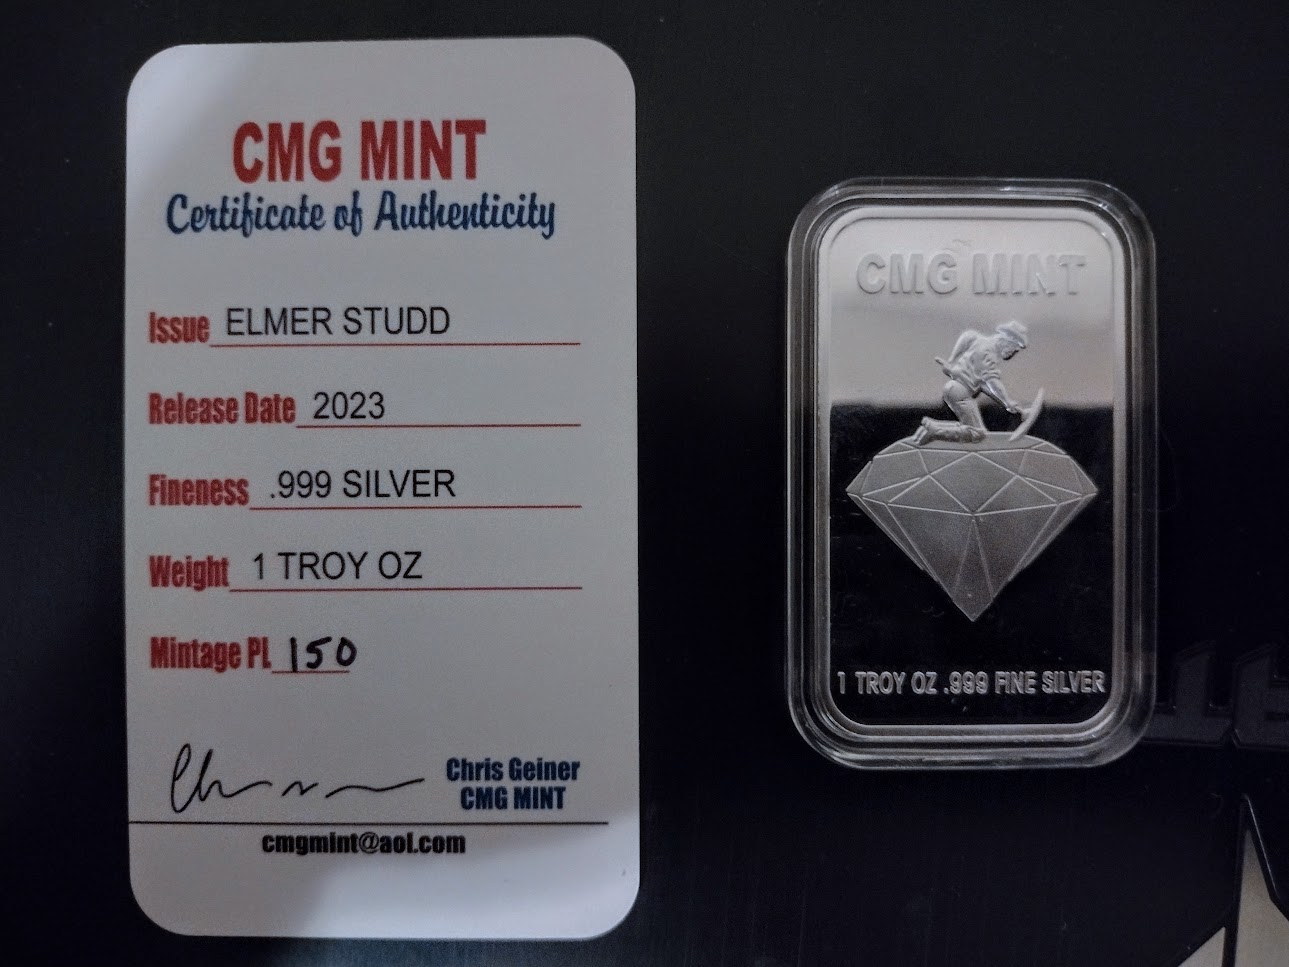 CMG MINT
Certificate of Authenticity
Issue ELMER STUDD
Release Date 2023
Fineness .999 SILVER
Weight 1 TROY OZ
Mintage PL 150
Chris Geiner
CMG MINT
cmgmint@aol.com
CMG MINT
1 TROY OZ .999 FINE SILVER